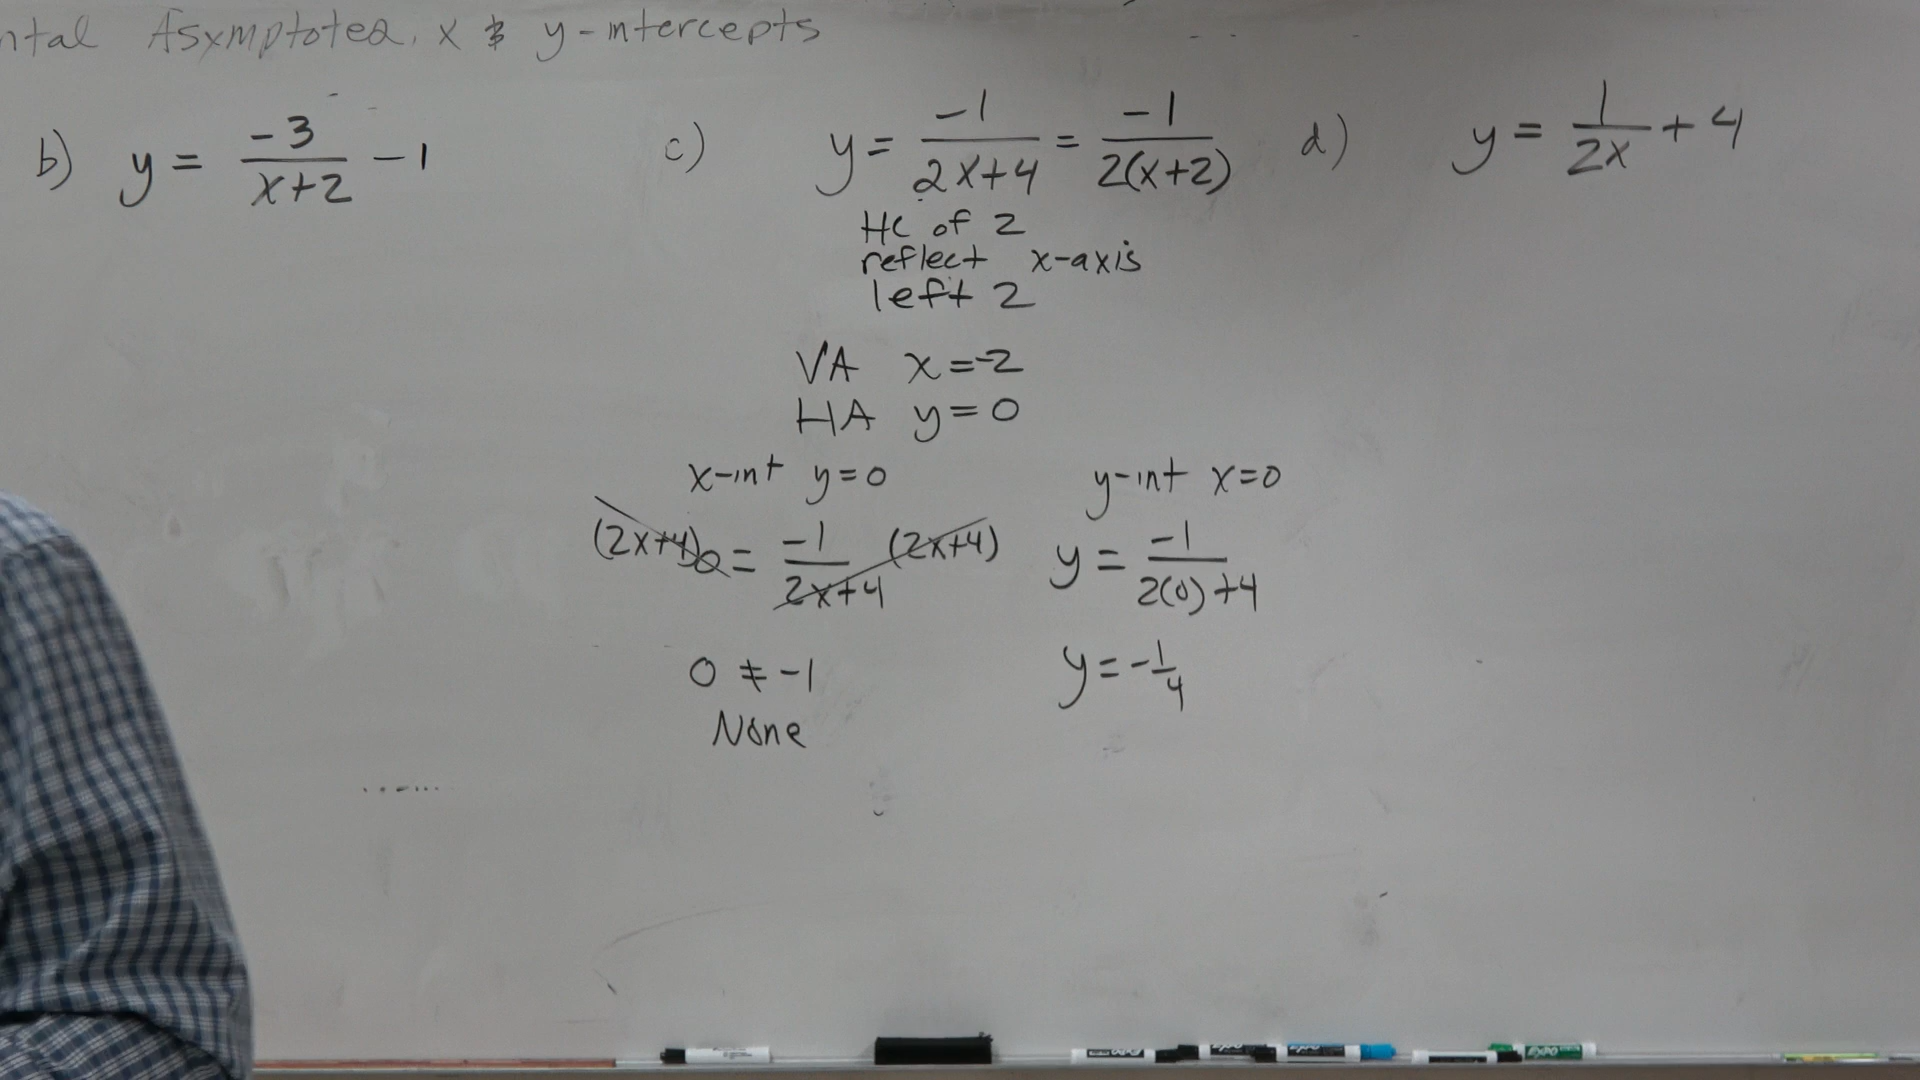 ntal Asymptotes, x & y-intercepts
b) y = -3/(x+2) - 1
c) y = -1/(2x+4) = -1/(2(x+2))
HC of 2
reflect x-axis
left 2
VA x=-2
HA y=0
x-int y=0
(2x+4)0 = -1/(2x+4) (2x+4)
0 ≠ -1
None
y-int x=0
y = -1/(2(0)+4)
y = -1/4
d) y = 1/(2x) + 4
EXPO